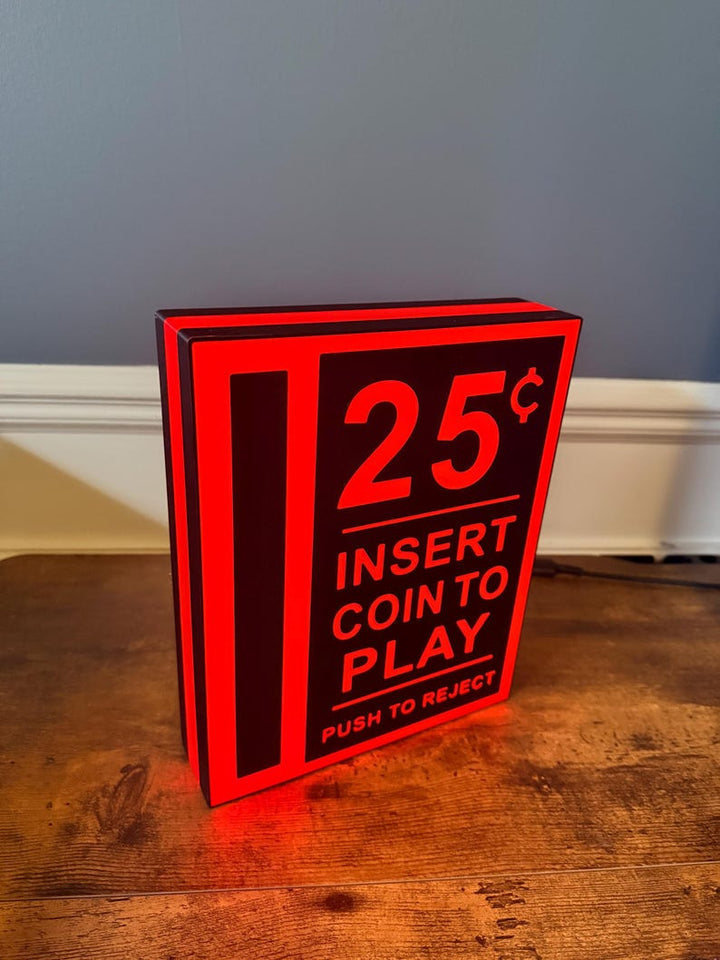 25¢
INSERT
COIN TO
PLAY
PUSH TO REJECT